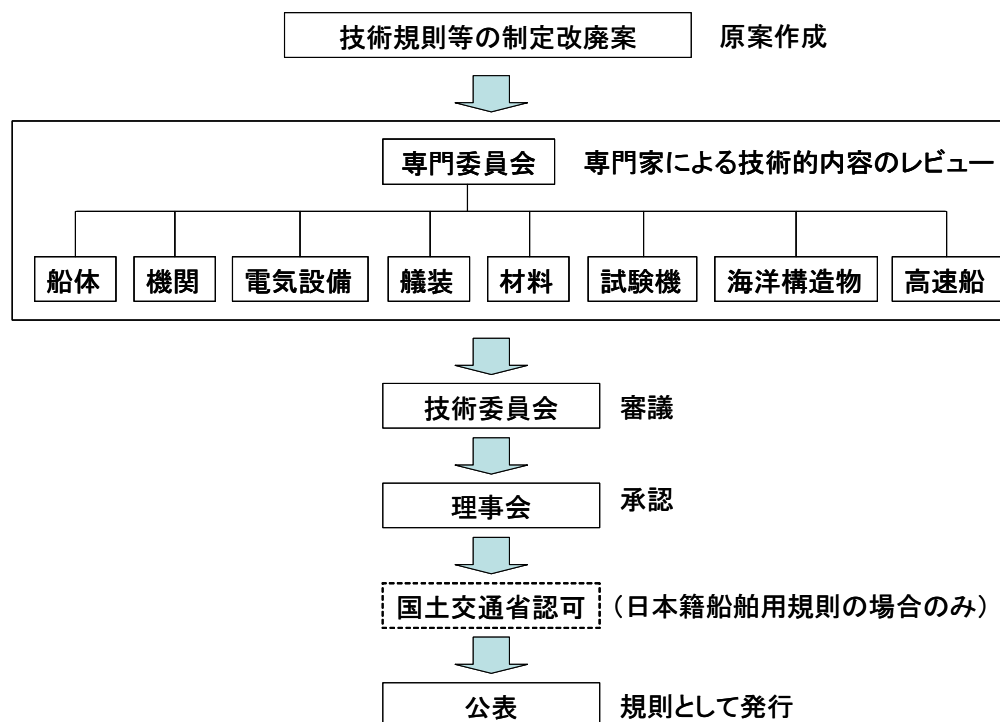 技術規則等の制定改廃案 原案作成
専門委員会 専門家による技術的内容のレビュー
船体 機関 電気設備 艤装 材料 試験機 海洋構造物 高速船
技術委員会 審議
理事会 承認
国土交通省認可 (日本籍船舶用規則の場合のみ)
公表 規則として発行